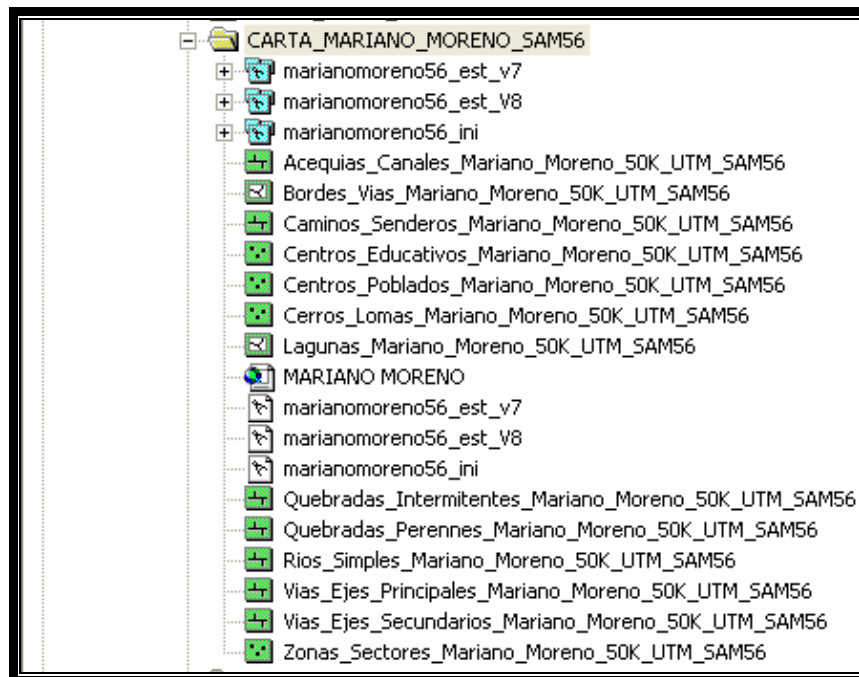 CARTA_MARIANO_MORENO_SAM56
marianomoreno56_est_v7
marianomoreno56_est_V8
marianomoreno56_ini
Acequias_Canales_Mariano_Moreno_50K_UTM_SAM56
Bordes_Vias_Mariano_Moreno_50K_UTM_SAM56
Caminos_Senderos_Mariano_Moreno_50K_UTM_SAM56
Centros_Educativos_Mariano_Moreno_50K_UTM_SAM56
Centros_Poblados_Mariano_Moreno_50K_UTM_SAM56
Cerros_Lomas_Mariano_Moreno_50K_UTM_SAM56
Lagunas_Mariano_Moreno_50K_UTM_SAM56
MARIANO MORENO
marianomoreno56_est_v7
marianomoreno56_est_V8
marianomoreno56_ini
Quebradas_Intermitentes_Mariano_Moreno_50K_UTM_SAM56
Quebradas_Perennes_Mariano_Moreno_50K_UTM_SAM56
Rios_Simples_Mariano_Moreno_50K_UTM_SAM56
Vias_Ejes_Principales_Mariano_Moreno_50K_UTM_SAM56
Vias_Ejes_Secundarios_Mariano_Moreno_50K_UTM_SAM56
Zonas_Sectores_Mariano_Moreno_50K_UTM_SAM56